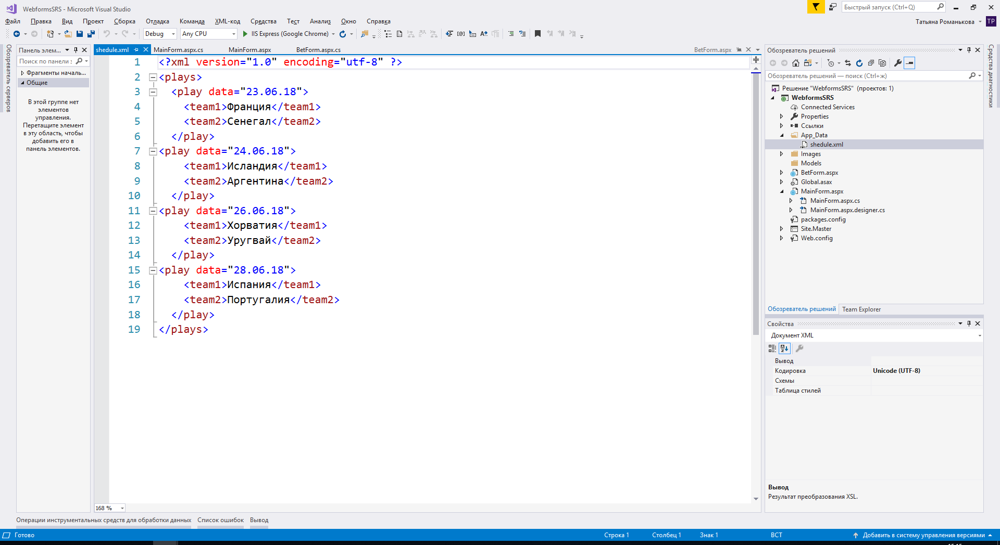 WebformsSRS - Microsoft Visual Studio
Быстрый запуск (Ctrl+Q)
Файл Правка Вид Проект Сборка Отладка Команда XML-код Средства Тест Анализ Окно Справка
Татьяна Романькова TP
Debug Any CPU IIS Express (Google Chrome)
Обозреватель серверов
Панель элем...
Поиск по панели э
Фрагменты началь...
Общие
В этой группе нет
элементов
управления.
Перетащите элемент
в эту область, чтобы
добавить его в
панель элементов.
shedule.xml MainForm.aspx.cs MainForm.aspx BetForm.aspx.cs BetForm.aspx
1 <?xml version="1.0" encoding="utf-8" ?>
2 <plays>
3 <play data="23.06.18">
4 <team1>Франция</team1>
5 <team2>Сенегал</team2>
6 </play>
7 <play data="24.06.18">
8 <team1>Исландия</team1>
9 <team2>Аргентина</team2>
10 </play>
11 <play data="26.06.18">
12 <team1>Хорватия</team1>
13 <team2>Уругвай</team2>
14 </play>
15 <play data="28.06.18">
16 <team1>Испания</team1>
17 <team2>Португалия</team2>
18 </play>
19 </plays>
168 %
Обозреватель решений
Обозреватель решений — поиск (Ctrl+ж)
Решение "WebformsSRS" (проектов: 1)
WebformsSRS
Connected Services
Properties
Ссылки
App_Data
shedule.xml
Images
Models
BetForm.aspx
Global.asax
MainForm.aspx
MainForm.aspx.cs
MainForm.aspx.designer.cs
packages.config
Site.Master
Web.config
Обозреватель решений Team Explorer
Свойства
Документ XML
Вывод
Кодировка Unicode (UTF-8)
Схемы
Таблица стилей
Вывод
Результат преобразования XSL.
Средства диагностики
Операции инструментальных средств для обработки данных Список ошибок Вывод
Готово Строка 1 Столбец 1 Знак 1 ВСТ Добавить в систему управления версиями